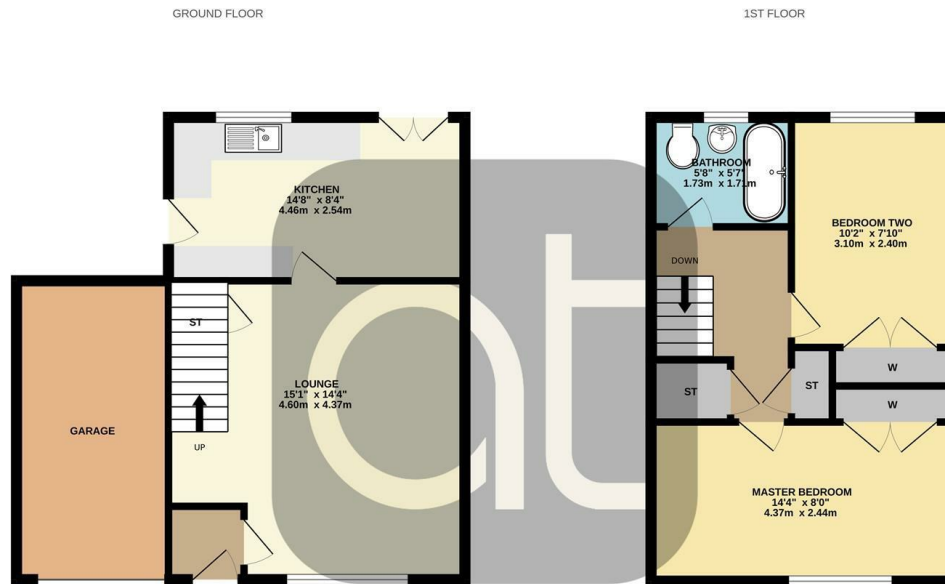 GROUND FLOOR
1ST FLOOR
KITCHEN
14'8" x 8'4"
4.46m x 2.54m
ST
UP
LOUNGE
15'1" x 14'4"
4.60m x 4.37m
GARAGE
BATHROOM
5'8" x 5'7"
1.73m x 1.71m
DOWN
BEDROOM TWO
10'2" x 7'10"
3.10m x 2.40m
W
ST
ST
W
MASTER BEDROOM
14'4" x 8'0"
4.37m x 2.44m
at